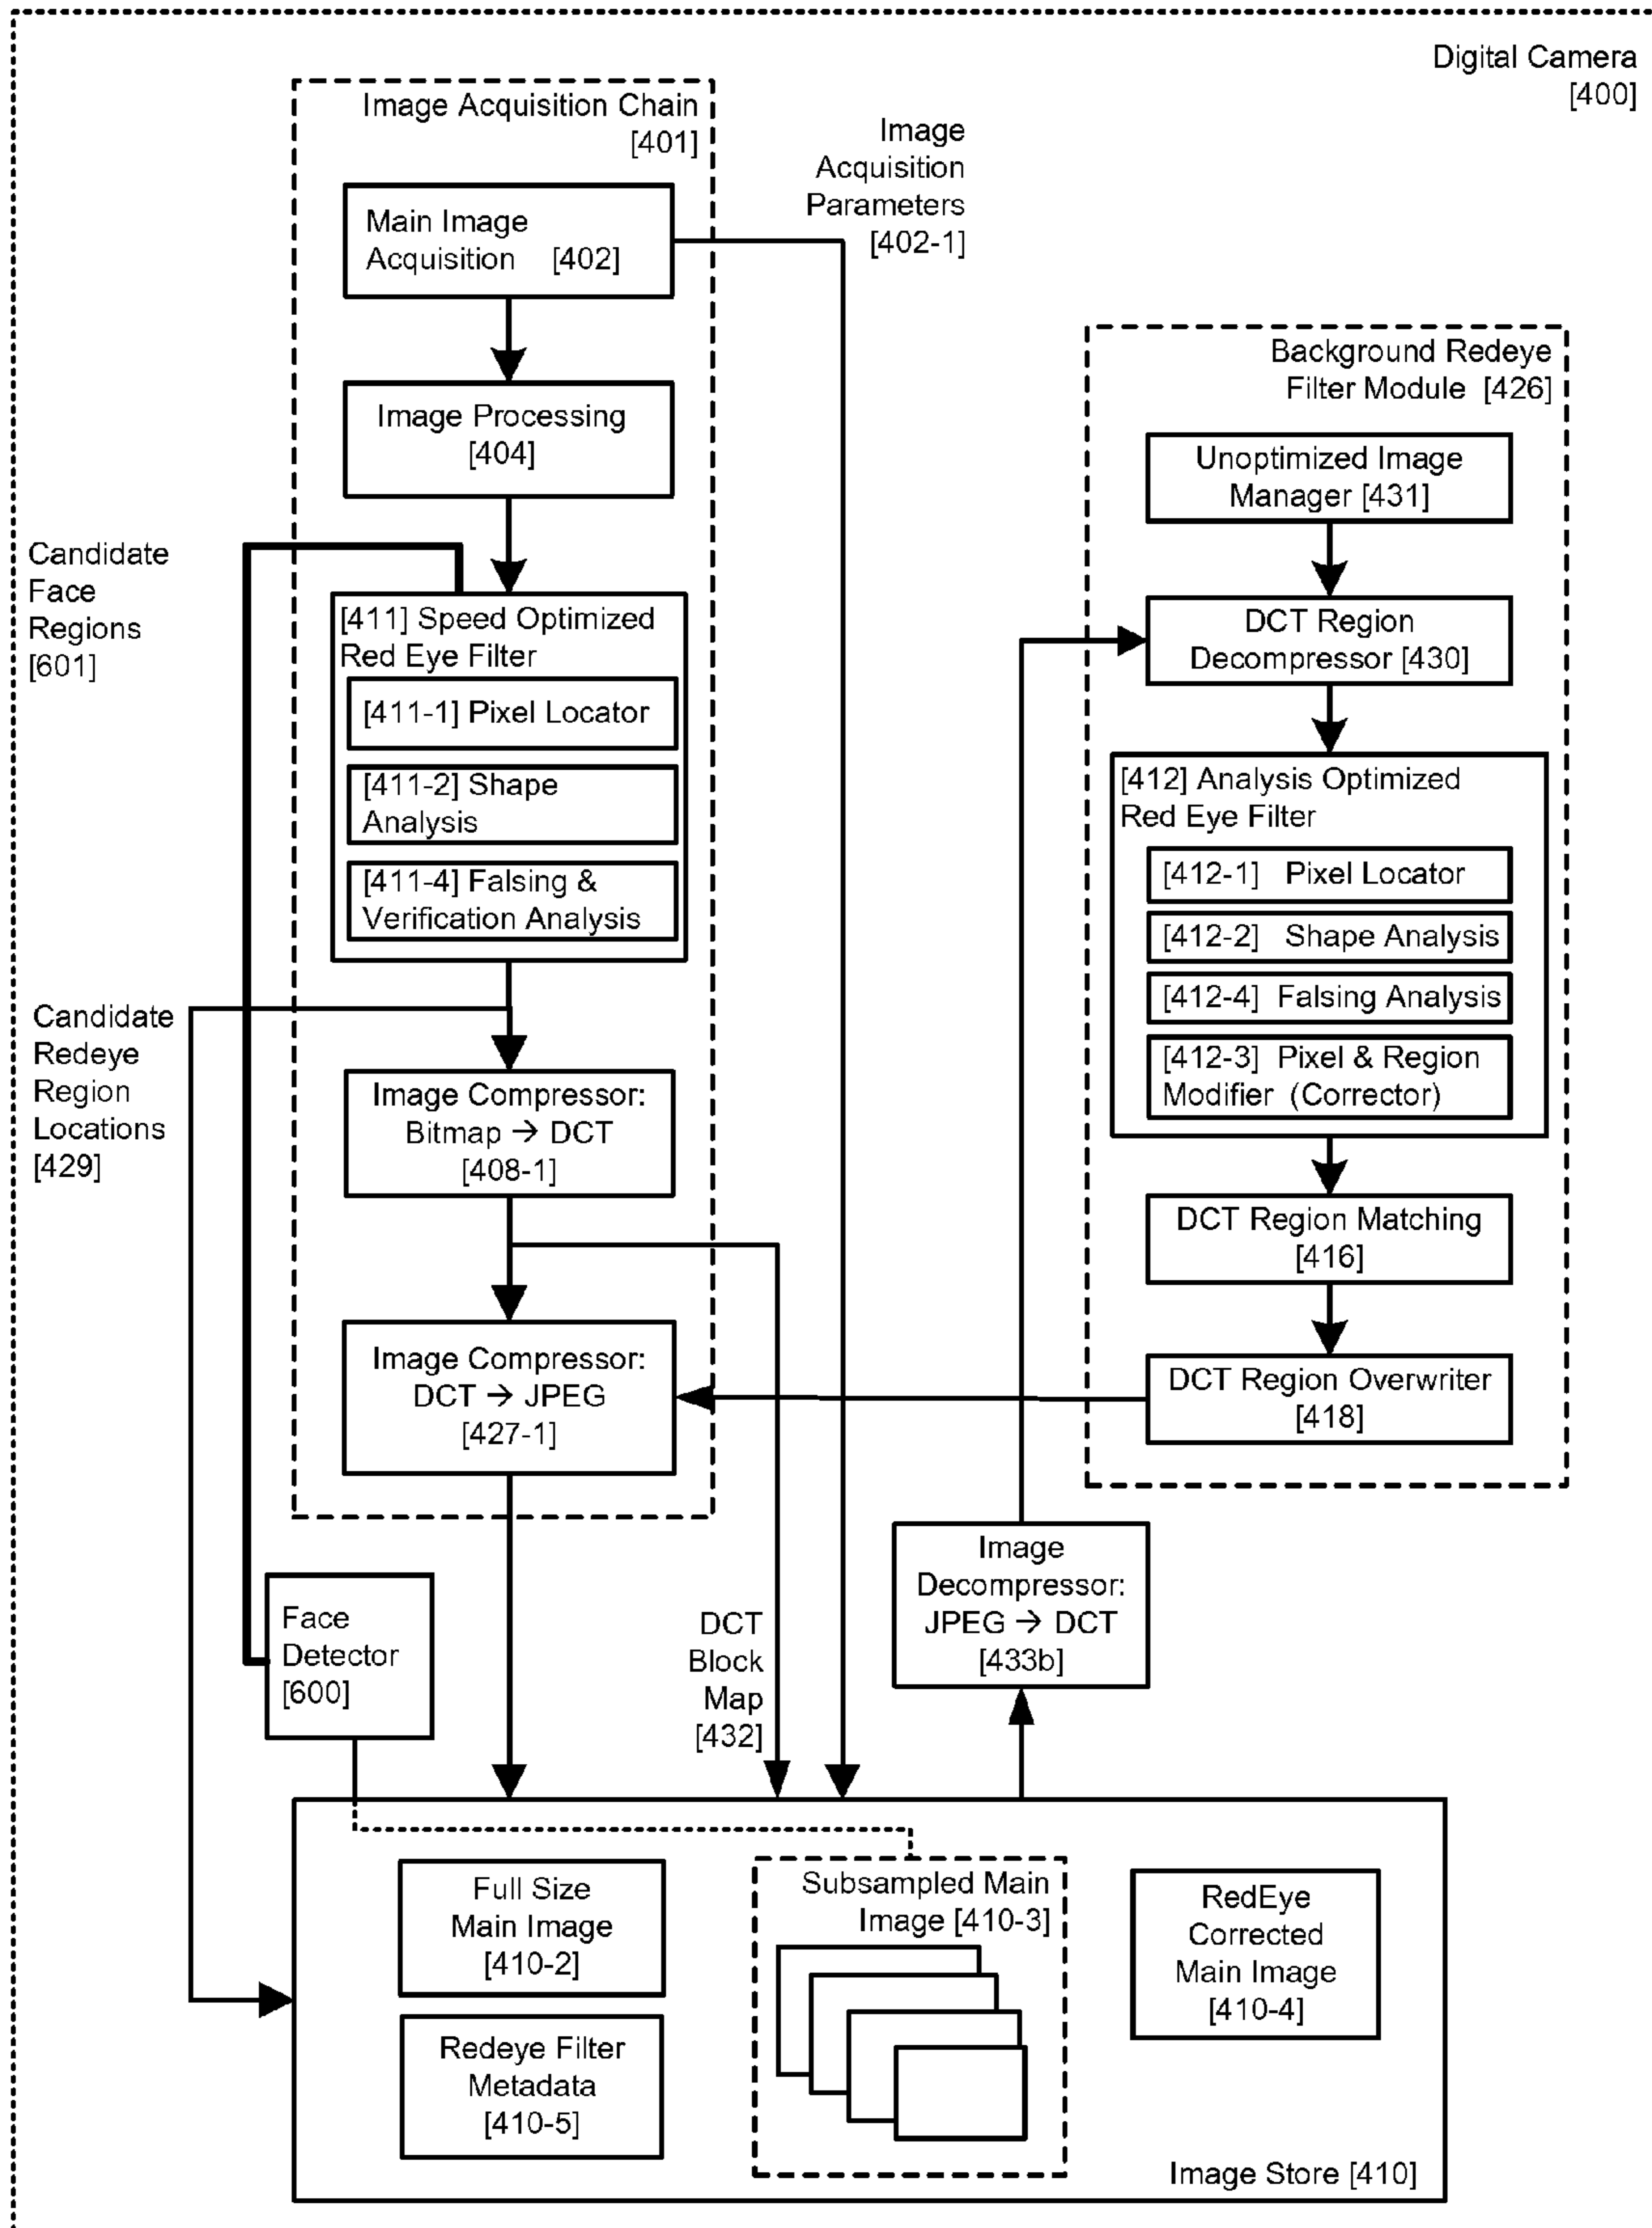 Digital Camera
[400]
Image Acquisition Chain
[401]
Image
Acquisition
Parameters
[402-1]
Main Image
Acquisition [402]
Image Processing
[404]
Candidate
Face
Regions
[601]
[411] Speed Optimized
Red Eye Filter
[411-1] Pixel Locator
[411-2] Shape
Analysis
[411-4] Falsing &
Verification Analysis
Candidate
Redeye
Region
Locations
[429]
Image Compressor:
Bitmap → DCT
[408-1]
Image Compressor:
DCT → JPEG
[427-1]
Background Redeye
Filter Module [426]
Unoptimized Image
Manager [431]
DCT Region
Decompressor [430]
[412] Analysis Optimized
Red Eye Filter
[412-1] Pixel Locator
[412-2] Shape Analysis
[412-4] Falsing Analysis
[412-3] Pixel & Region
Modifier (Corrector)
DCT Region Matching
[416]
DCT Region Overwriter
[418]
Face
Detector
[600]
DCT
Block
Map
[432]
Image
Decompressor:
JPEG → DCT
[433b]
Full Size
Main Image
[410-2]
Redeye Filter
Metadata
[410-5]
Subsampled Main
Image [410-3]
RedEye
Corrected
Main Image
[410-4]
Image Store [410]